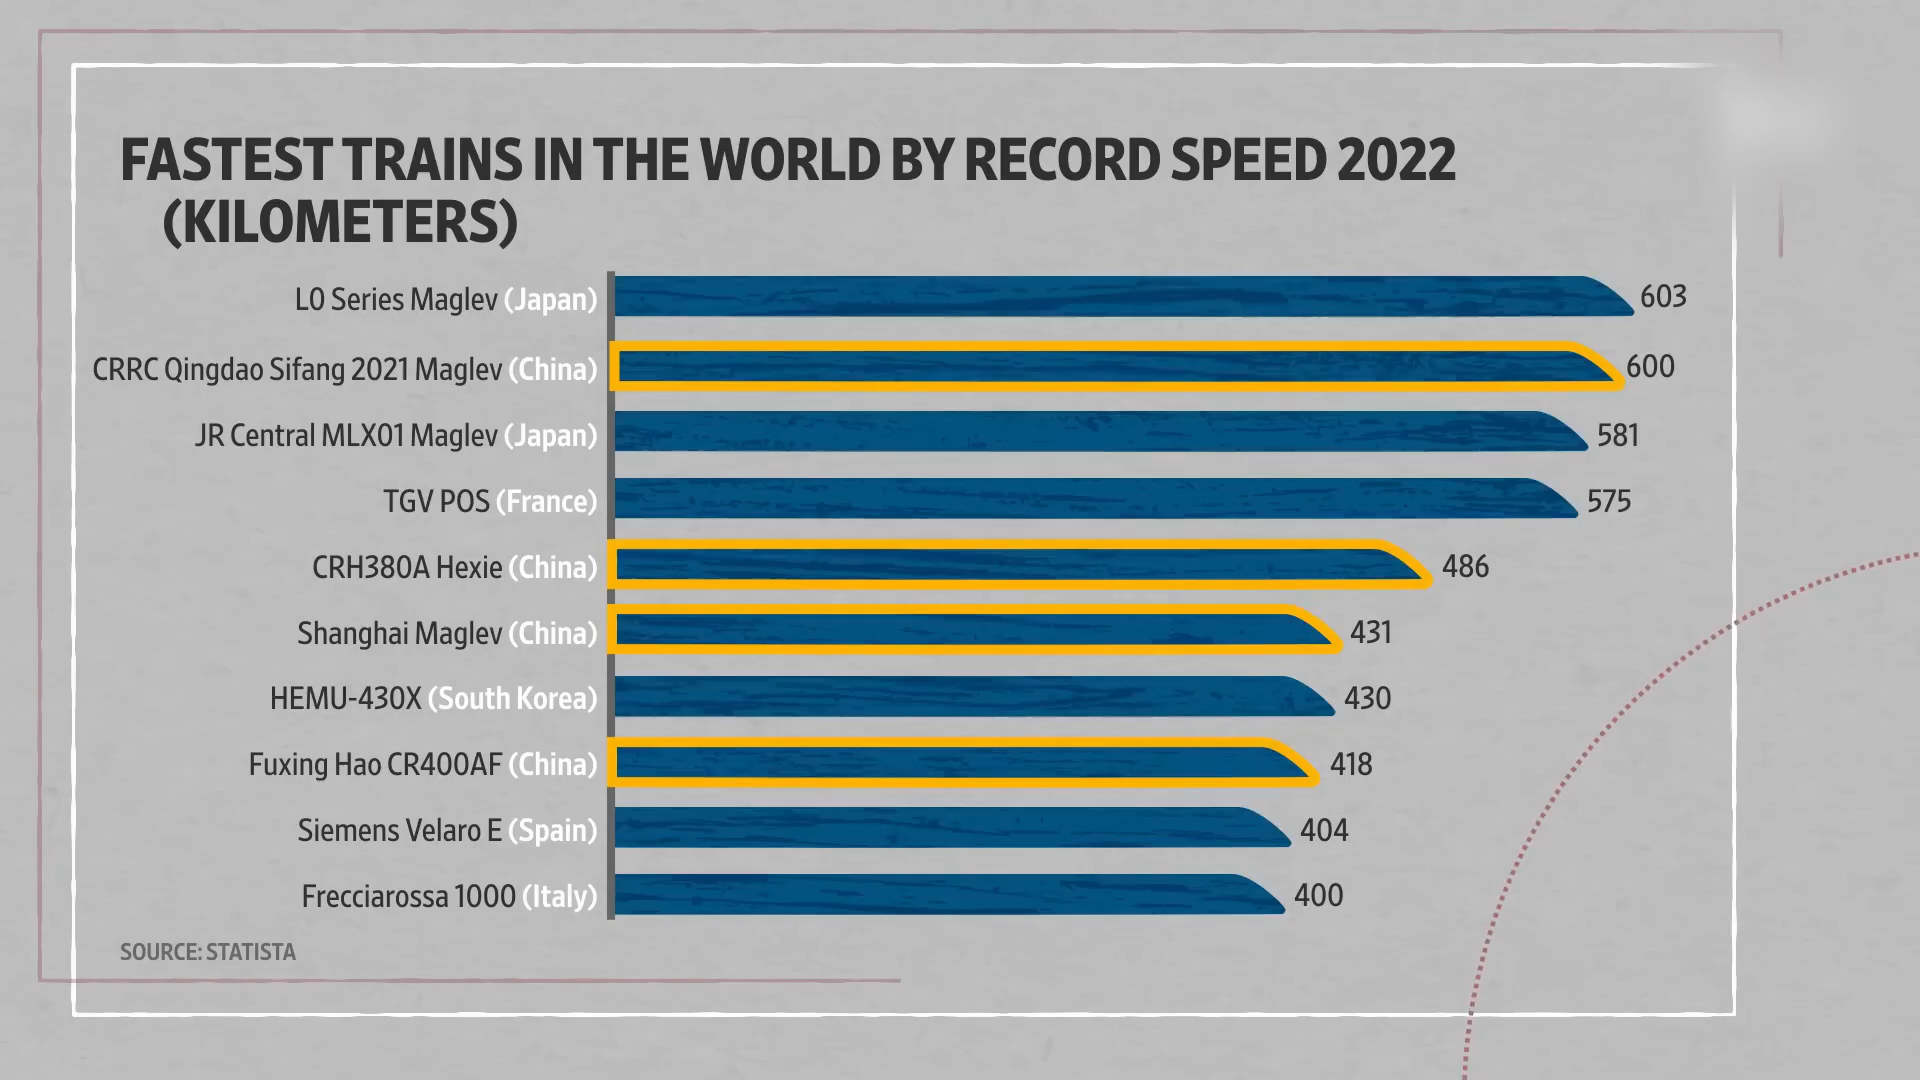 FASTEST TRAINS IN THE WORLD BY RECORD SPEED 2022
(KILOMETERS)
L0 Series Maglev (Japan) 603
CRRC Qingdao Sifang 2021 Maglev (China) 600
JR Central MLX01 Maglev (Japan) 581
TGV POS (France) 575
CRH380A Hexie (China) 486
Shanghai Maglev (China) 431
HEMU-430X (South Korea) 430
Fuxing Hao CR400AF (China) 418
Siemens Velaro E (Spain) 404
Frecciarossa 1000 (Italy) 400
SOURCE: STATISTA